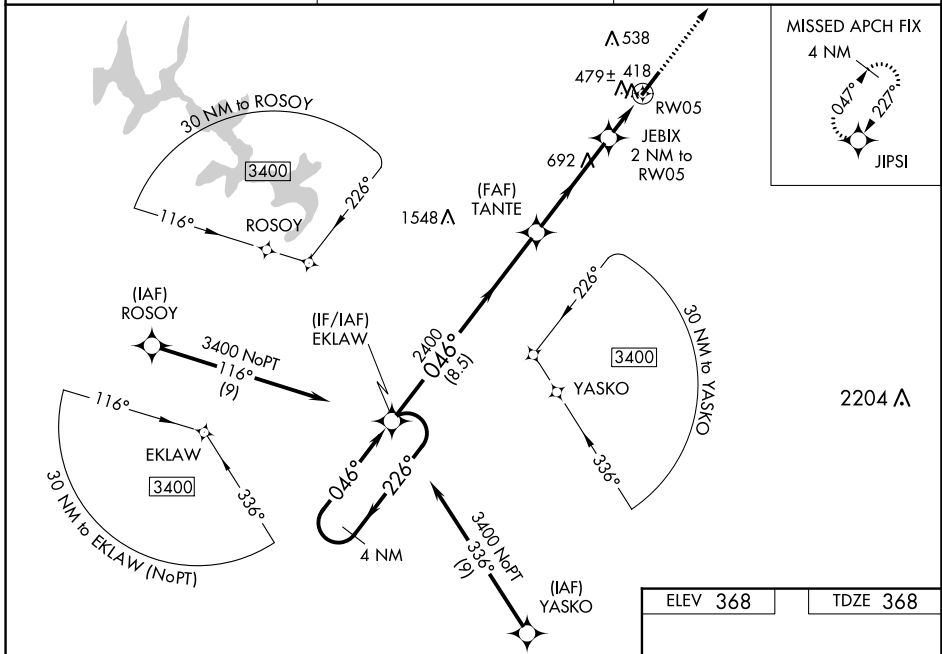 MISSED APCH FIX
4 NM
047°
227°
JIPSI
538
479± 418
RW05
JEBIX
2 NM to
RW05
692
(FAF)
TANTE
1548
30 NM to ROSOY
3400
116°
226°
ROSOY
(IAF)
ROSOY
3400 NoPT
116°
(9)
(IF/IAF)
EKLAW
2400
046°
(8.5)
226°
3400
30 NM to YASKO
YASKO
336°
2204
116°
EKLAW
3400
336°
30 NM to EKLAW (NoPT)
046°
226°
4 NM
3400 NoPT
336°
(9)
(IAF)
YASKO
ELEV 368
TDZE 368